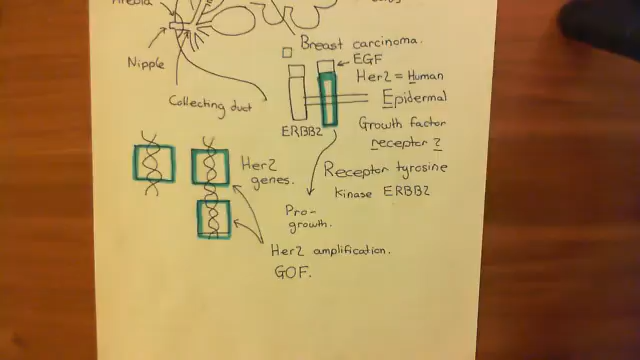 Areola
Nipple
Collecting duct
Breast carcinoma.
EGF
Her2 = Human
Epidermal
Growth factor
receptor 2
ERBB2
Receptor tyrosine
kinase ERBB2
Her2
genes.
Pro-
growth.
Her2 amplification.
GOF.